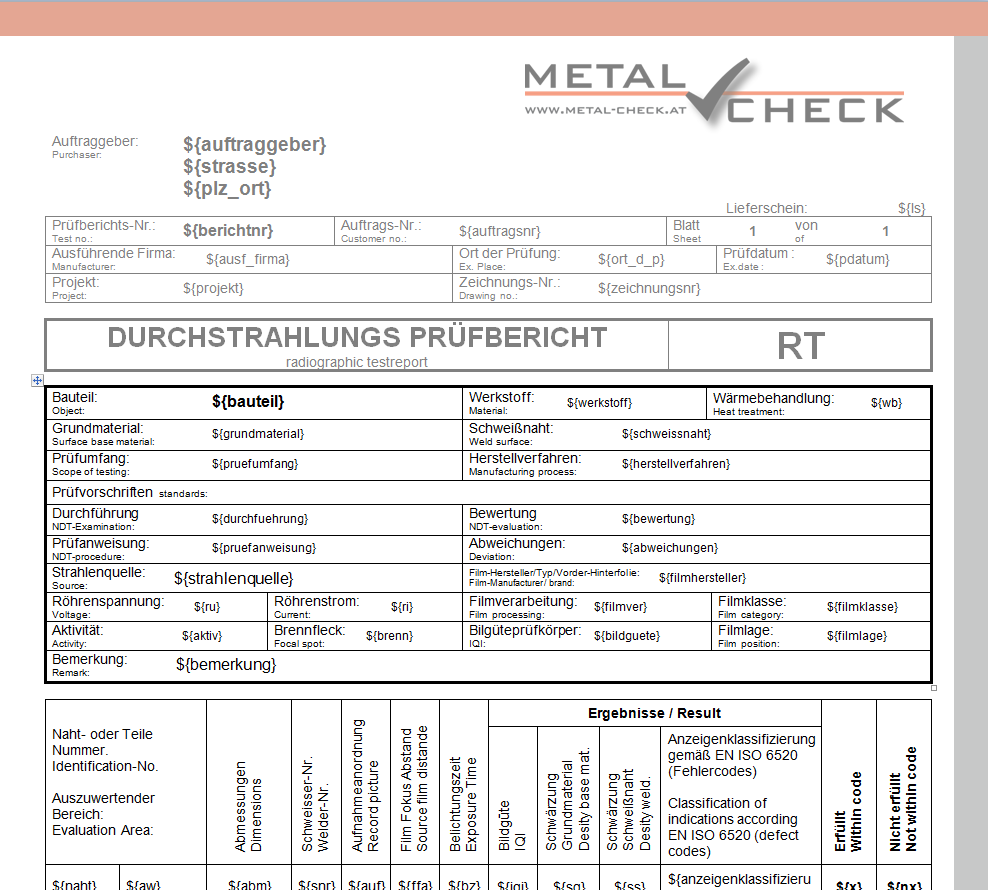 METAL CHECK
WWW.METAL-CHECK.AT
Auftraggeber:
Purchaser:
${auftraggeber}
${strasse}
${plz_ort}
Lieferschein: ${ls}
Prüfberichts-Nr.: ${berichtnr} Auftrags-Nr.: ${auftragsnr} Blatt 1 von 1
Test no.: Customer no.: Sheet of
Ausführende Firma: ${ausf_firma} Ort der Prüfung: ${ort_d_p} Prüfdatum : ${pdatum}
Manufacturer: Ex. Place: Ex.date :
Projekt: ${projekt} Zeichnungs-Nr.: ${zeichnungsnr}
Project: Drawing no.:
DURCHSTRAHLUNGS PRÜFBERICHT RT
radiographic testreport
Bauteil: ${bauteil} Werkstoff: ${werkstoff} Wärmebehandlung: ${wb}
Object: Material: Heat treatment:
Grundmaterial: ${grundmaterial} Schweißnaht: ${schweissnaht}
Surface base material: Weld surface:
Prüfumfang: ${pruefumfang} Herstellverfahren: ${herstellverfahren}
Scope of testing: Manufacturing process:
Prüfvorschriften standards:
Durchführung ${durchfuehrung} Bewertung ${bewertung}
NDT-Examination: NDT-evaluation:
Prüfanweisung: ${pruefanweisung} Abweichungen: ${abweichungen}
NDT-procedure: Deviation:
Strahlenquelle: ${strahlenquelle} Film-Hersteller/Typ/Vorder-Hinterfolie: ${filmhersteller}
Source: Film-Manufacturer/ brand:
Röhrenspannung: ${ru} Röhrenstrom: ${ri} Filmverarbeitung: ${filmver} Filmklasse: ${filmklasse}
Voltage: Current: Film processing: Film category:
Aktivität: ${aktiv} Brennfleck: ${brenn} Bilgüteprüfkörper: ${bildguete} Filmlage: ${filmlage}
Activity: Focal spot: IQI: Film position:
Bemerkung: ${bemerkung}
Remark:
Naht- oder Teile
Nummer.
Identification-No.
Auszuwertender
Bereich:
Evaluation Area:
Abmessungen
Dimensions
Schweisser-Nr.
Welder-Nr.
Aufnahmeanordnung
Record picture
Film Fokus Abstand
Source film distande
Belichtungszeit
Exposure Time
Ergebnisse / Result
Bildgüte
IQI
Schwärzung
Grundmaterial
Desity base mat.
Schwärzung
Schweißnaht
Desity weld.
Anzeigenklassifizierung
gemäß EN ISO 6520
(Fehlercodes)
Classification of
indications according
EN ISO 6520 (defect
codes)
Erfüllt
Within code
Nicht erfüllt
Not within code
${naht} ${aw} ${abm} ${snr} ${auf} ${ffa} ${bz} ${iqi} ${sg} ${ss} ${anzeigenklassifizieru ${x} ${nx}